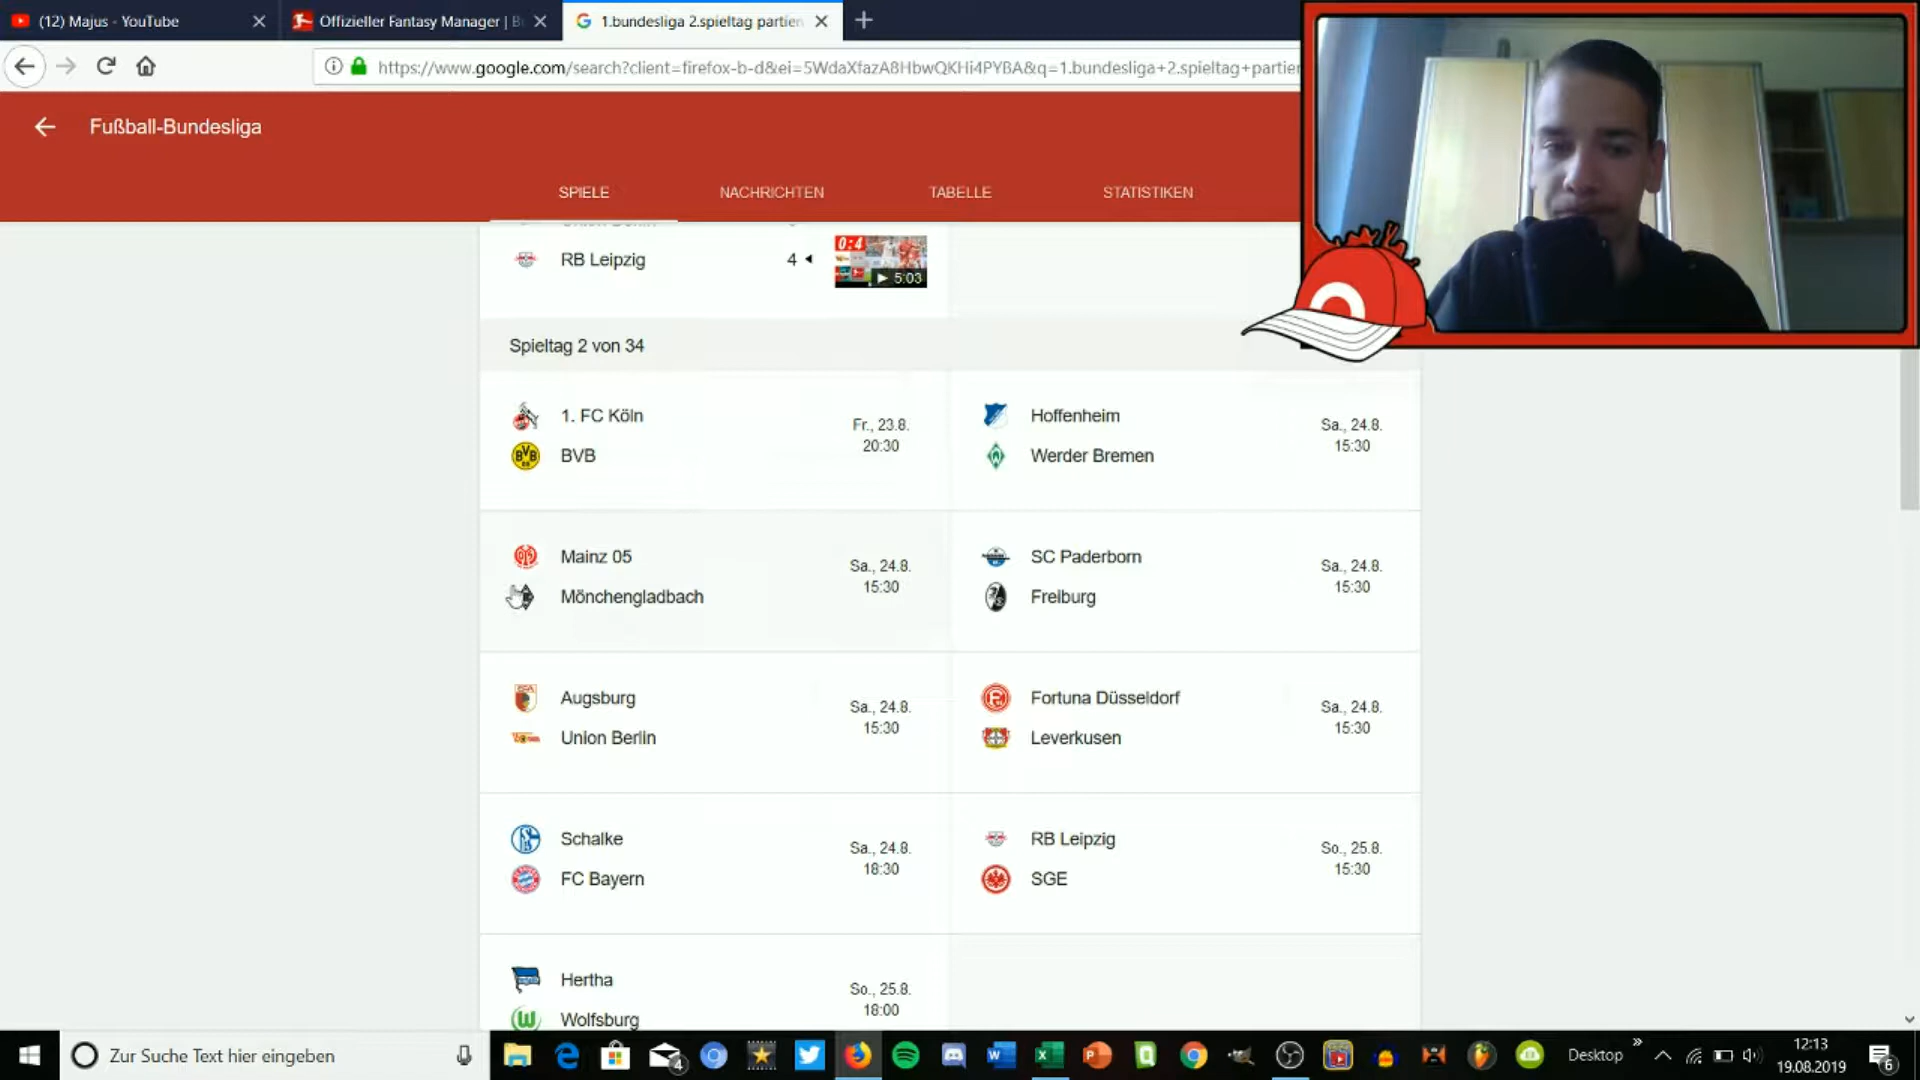 (12) Majus - YouTube
Offizieller Fantasy Manager | B
1.bundesliga 2.spieltag partien
https://www.google.com/search?client=firefox-b-d&ei=5WdaXfazA8HbwQKHi4PYBA&q=1.bundesliga+2.spieltag+partier
Fußball-Bundesliga
SPIELE
NACHRICHTEN
TABELLE
STATISTIKEN
RB Leipzig
4
0:4
5:03
Spieltag 2 von 34
1. FC Köln
BVB
Fr., 23.8.
20:30
Hoffenheim
Werder Bremen
Sa., 24.8.
15:30
Mainz 05
Mönchengladbach
Sa., 24.8.
15:30
SC Paderborn
Freiburg
Sa., 24.8.
15:30
Augsburg
Union Berlin
Sa., 24.8.
15:30
Fortuna Düsseldorf
Leverkusen
Sa., 24.8.
15:30
Schalke
FC Bayern
Sa., 24.8.
18:30
RB Leipzig
SGE
So., 25.8.
15:30
Hertha
Wolfsburg
So., 25.8.
18:00
Zur Suche Text hier eingeben
4
Desktop
12:13
19.08.2019
6